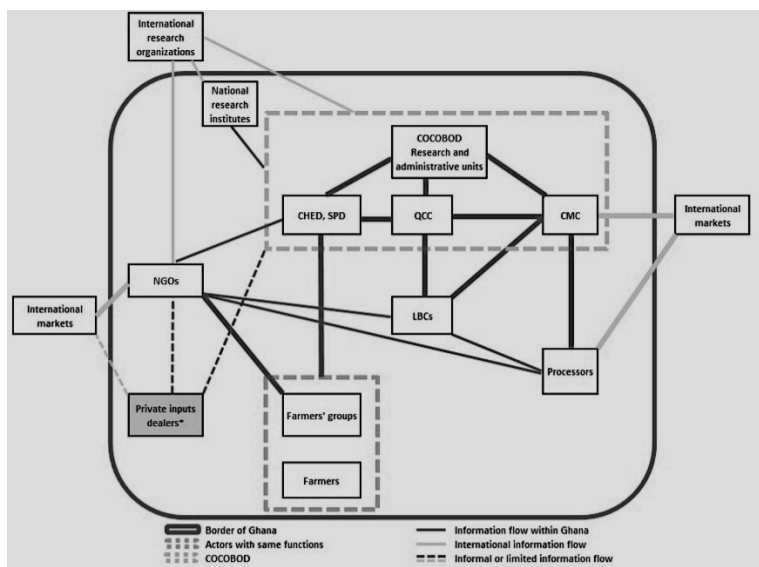 International
research
organizations
National
research
institutes
COCOBOD
Research and
administrative units
CHED, SPD
QCC
CMC
International
markets
NGOs
International
markets
LBCs
Processors
Private inputs
dealers*
Farmers' groups
Farmers
Border of Ghana
Actors with same functions
COCOBOD
Information flow within Ghana
International information flow
Informal or limited information flow